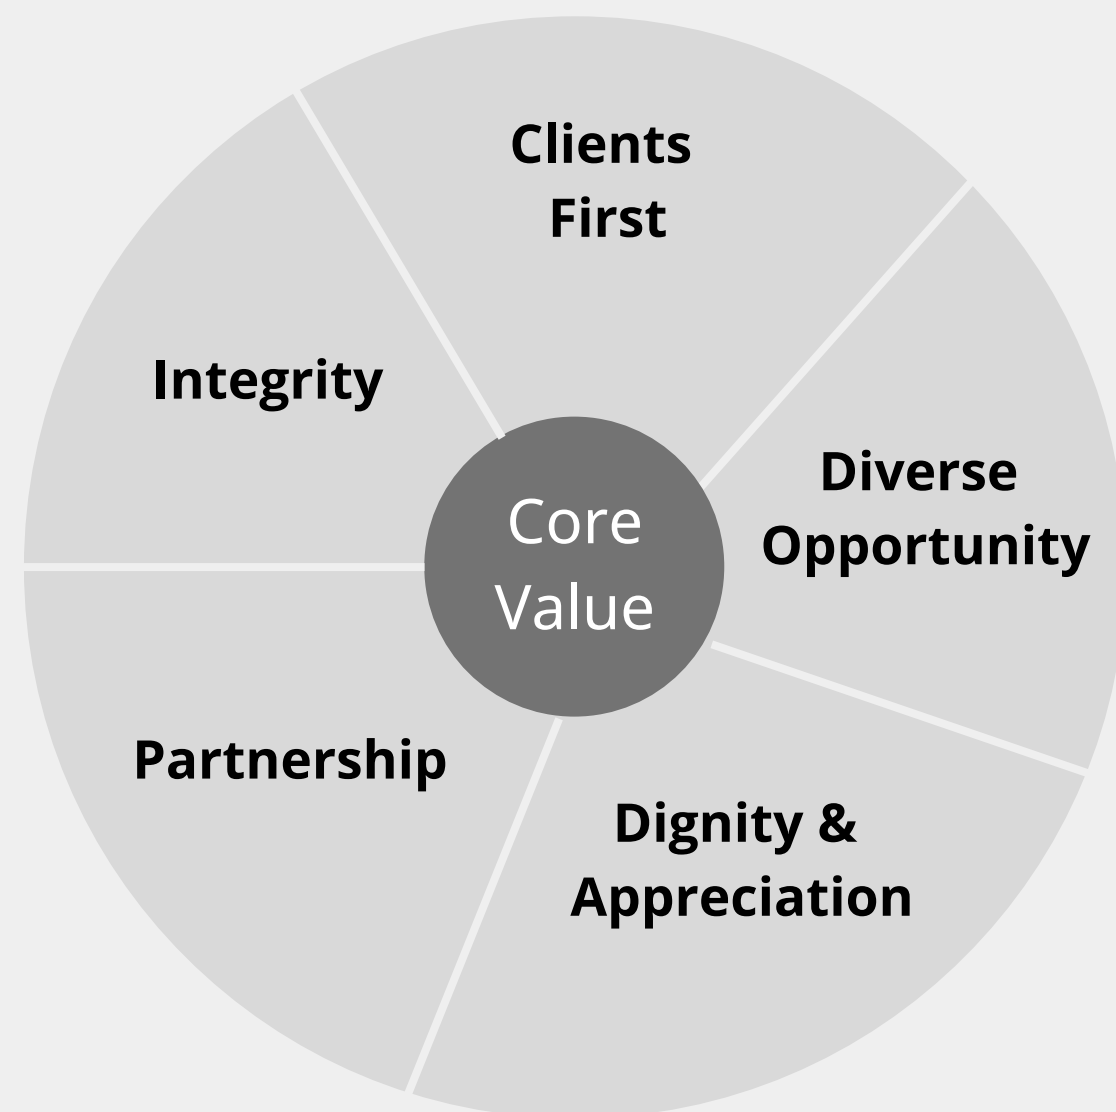 Clients
First
Integrity
Diverse
Opportunity
Core
Value
Partnership
Dignity &
Appreciation